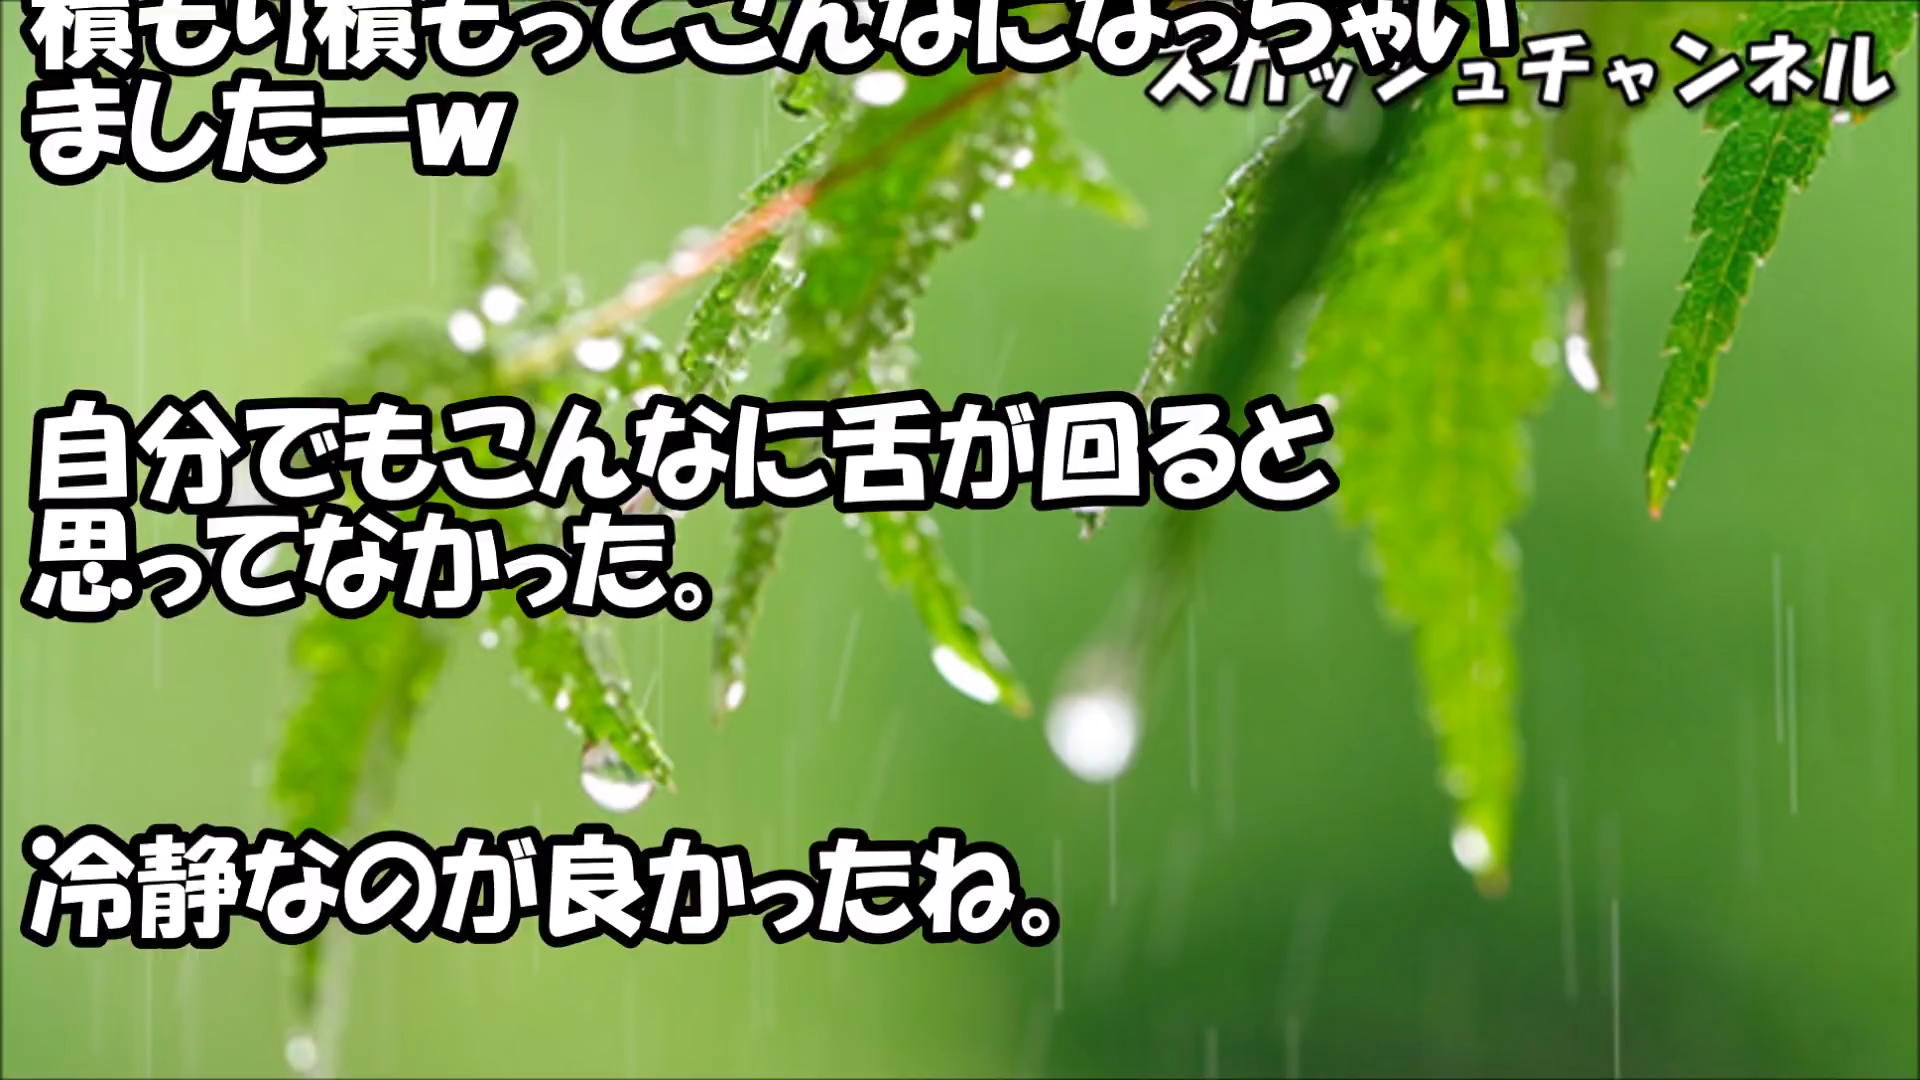 積もり積もってこんなになっちゃい
ましたーw
スカッシュチャンネル
自分でもこんなに舌が回ると
思ってなかった。
冷静なのが良かったね。